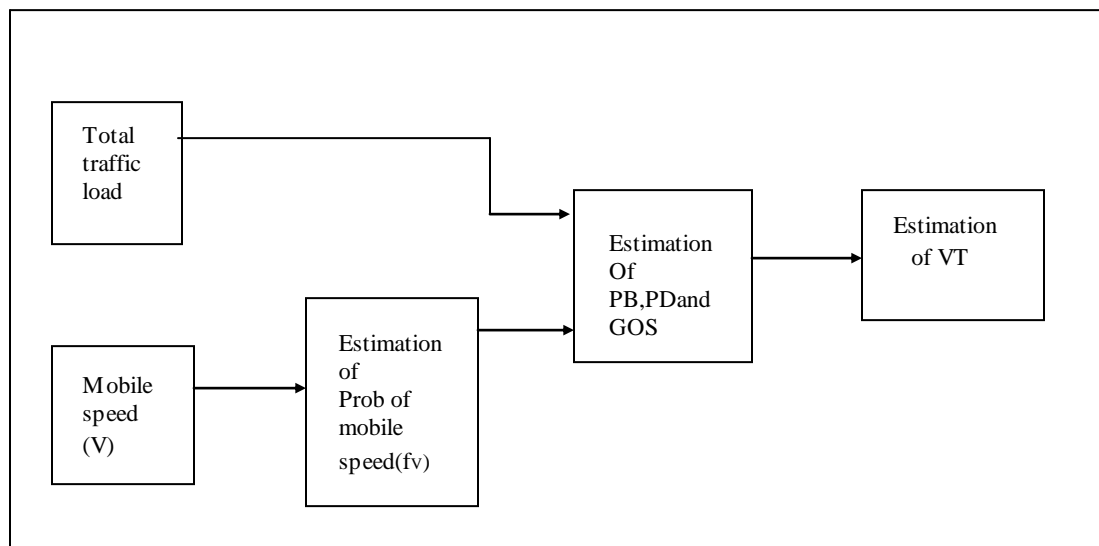 Total
traffic
load
Mobile
speed
(V)
Estimation
of
Prob of
mobile
speed(fv)
Estimation
Of
PB,PDand
GOS
Estimation
of VT